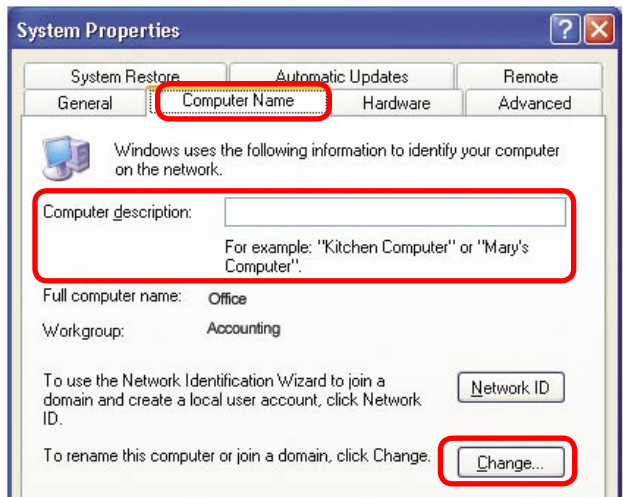 System Properties
System Restore Automatic Updates Remote
General Computer Name Hardware Advanced
Windows uses the following information to identify your computer
on the network.
Computer description:
For example: "Kitchen Computer" or "Mary's
Computer".
Full computer name: Office
Workgroup: Accounting
To use the Network Identification Wizard to join a
domain and create a local user account, click Network
ID.
Network ID
To rename this computer or join a domain, click Change.
Change...